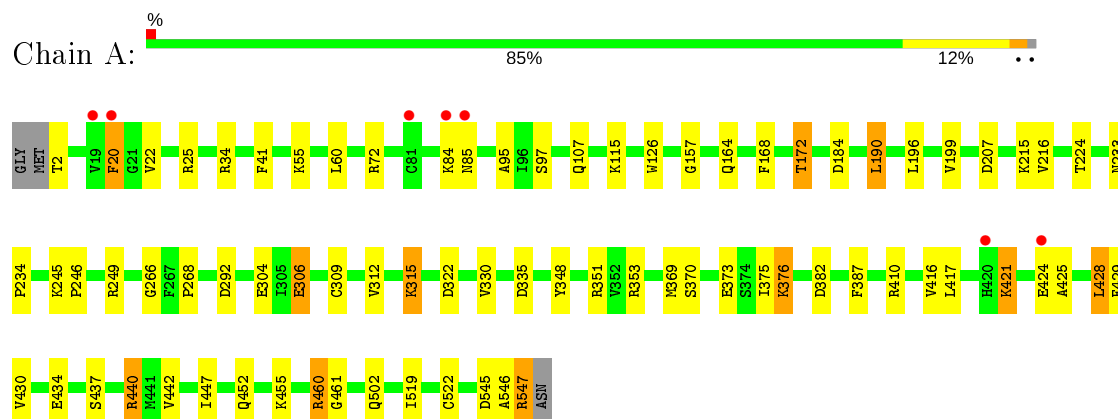 %
Chain A:
85% 12% • •
GLY MET T2 V19 F20 G21 V22 R25 R34 F41 K55 L60 R72 C81 K84 N85 A95 I96 S97 Q107 K115 W126 G157 Q164 F168 T172 D184 L190 L196 V199 D207 K215 V216 T224 N233
P234 K245 P246 R249 G266 F267 P268 D292 E304 I305 E306 C309 V312 K315 D322 V330 D335 Y348 R351 V352 R353 M369 S370 E373 S374 I375 K376 D382 F387 R410 V416 L417 H420 K421 E424 A425 L428 E429
V430 E434 S437 R440 M441 V442 I447 Q452 K455 R460 G461 Q502 I519 C522 D545 A546 R547 ASN